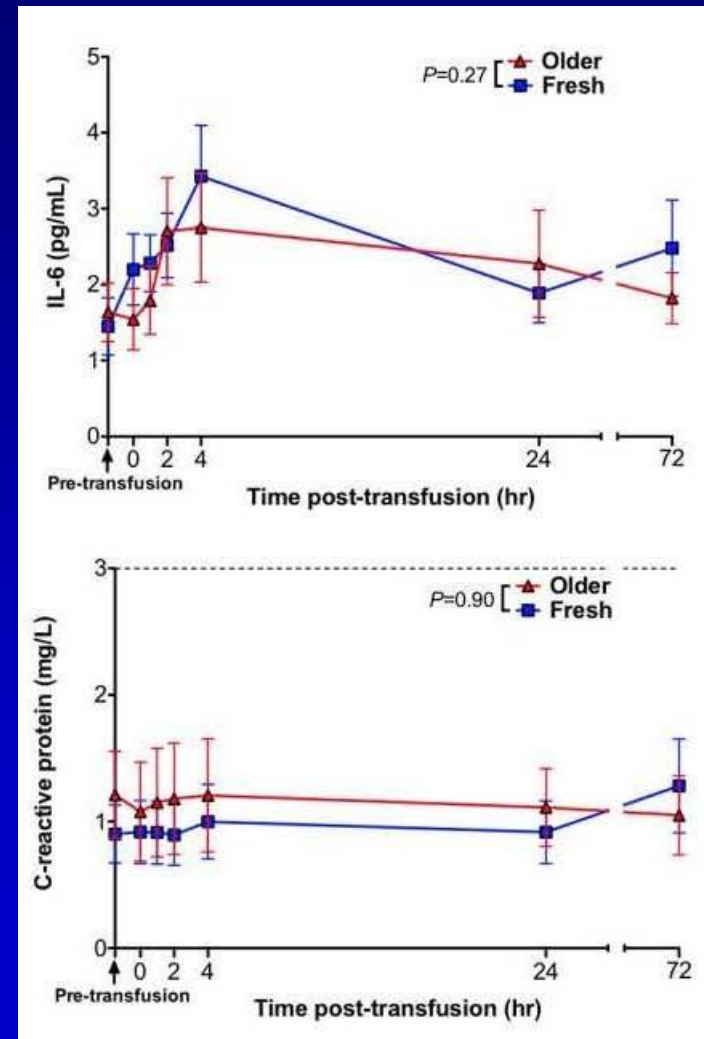 5
P=0.27
Older
Fresh
4
3
2
1
0
IL-6 (pg/mL)
0 2 4 24 72
Pre-transfusion
Time post-transfusion (hr)
3
P=0.90
Older
Fresh
2
1
0
C-reactive protein (mg/L)
0 2 4 24 72
Pre-transfusion
Time post-transfusion (hr)